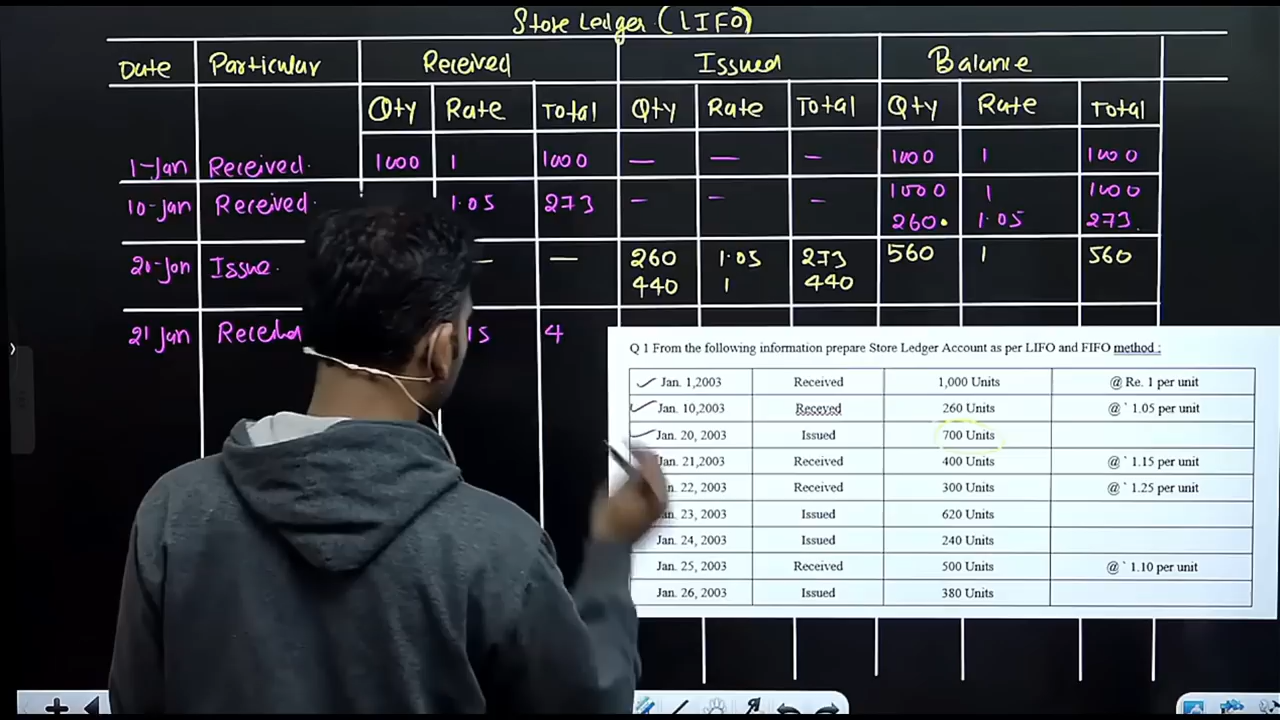 Store Ledger (LIFO)
Date Particular Received Issued Balance
Qty Rate Total Qty Rate Total Qty Rate Total
1-Jan Received. 1000 1 1000 — — — 1000 1 1000
10-Jan Received. 1.05 273 — — — 1000 1 1000
260. 1.05 273.
20-Jan Issue. — — 260 1.05 273 560 1 560
440 1 440
21 Jan 15 4
Q 1 From the following information prepare Store Ledger Account as per LIFO and FIFO method :
Jan. 1,2003 Received 1,000 Units @ Re. 1 per unit
Jan. 10,2003 Receved 260 Units @ ` 1.05 per unit
Jan. 20, 2003 Issued 700 Units
Jan. 21,2003 Received 400 Units @ ` 1.15 per unit
n. 22, 2003 Received 300 Units @ ` 1.25 per unit
n. 23, 2003 Issued 620 Units
Jan. 24, 2003 Issued 240 Units
Jan. 25, 2003 Received 500 Units @ ` 1.10 per unit
Jan. 26, 2003 Issued 380 Units